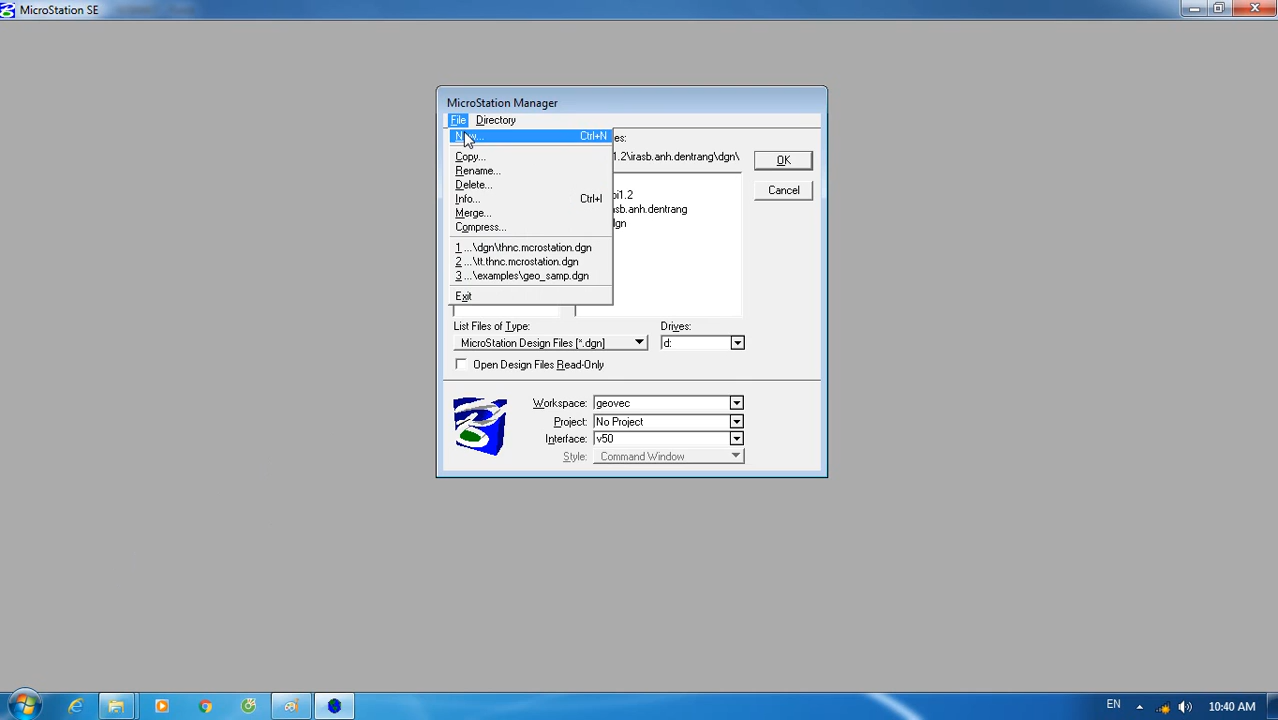 MicroStation SE
MicroStation Manager
File Directory
Ctrl+N
es:
Copy...
1.2\irasb.anh.dentrang\dgn\
OK
Rename...
Delete...
Cancel
Info... Ctrl+I
Merge...
Compress...
dgn
1 ...\dgn\thnc.mcrostation.dgn
2 ...\tt.thnc.mcrostation.dgn
3 ...\examples\geo_samp.dgn
Exit
List Files of Type: Drives:
MicroStation Design Files [*.dgn] d:
Open Design Files Read-Only
Workspace: geovec
Project: No Project
Interface: v50
Style: Command Window
EN 10:40 AM